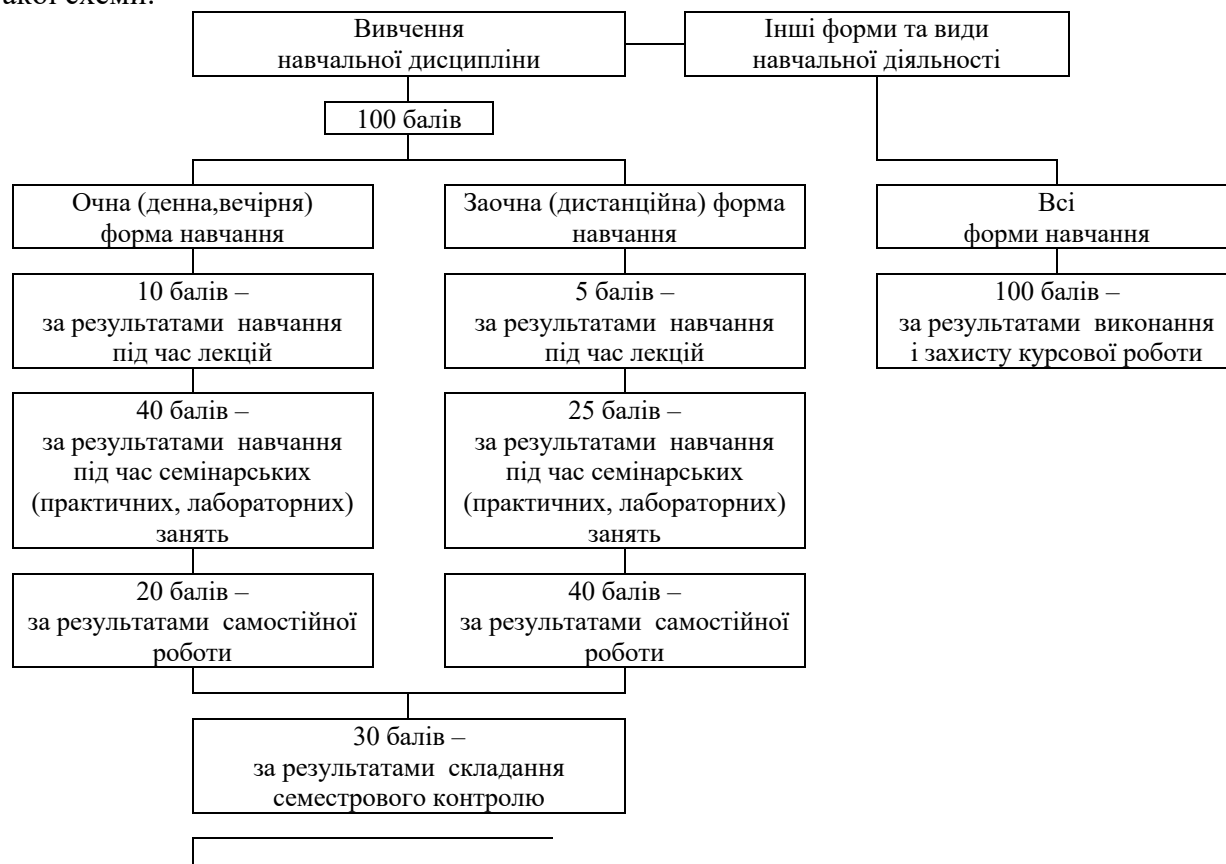 акої схеми:
Вивчення
навчальної дисципліни
Інші форми та види
навчальної діяльності
100 балів
Очна (денна,вечірня)
форма навчання
Заочна (дистанційна) форма
навчання
Всі
форми навчання
10 балів –
за результатами навчання
під час лекцій
5 балів –
за результатами навчання
під час лекцій
100 балів –
за результатами виконання
і захисту курсової роботи
40 балів –
за результатами навчання
під час семінарських
(практичних, лабораторних)
занять
25 балів –
за результатами навчання
під час семінарських
(практичних, лабораторних)
занять
20 балів –
за результатами самостійної
роботи
40 балів –
за результатами самостійної
роботи
30 балів –
за результатами складання
семестрового контролю